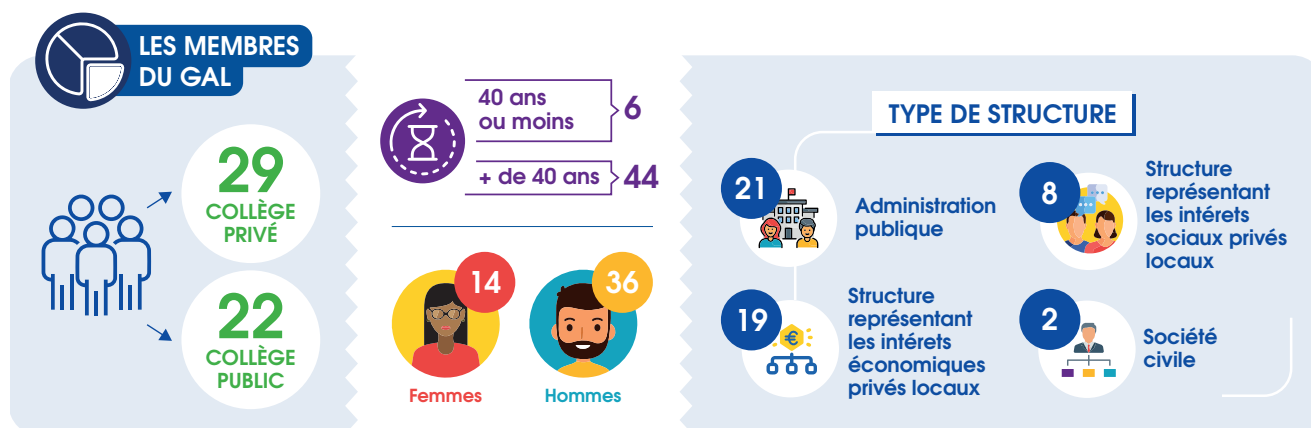 LES MEMBRES
DU GAL
29
COLLÈGE
PRIVÉ
22
COLLÈGE
PUBLIC
40 ans
ou moins
6
+ de 40 ans
44
14
Femmes
36
Hommes
TYPE DE STRUCTURE
21
Administration
publique
8
Structure
représentant
les intérets
sociaux privés
locaux
19
€
Structure
représentant
les intérets
économiques
privés locaux
2
Société
civile